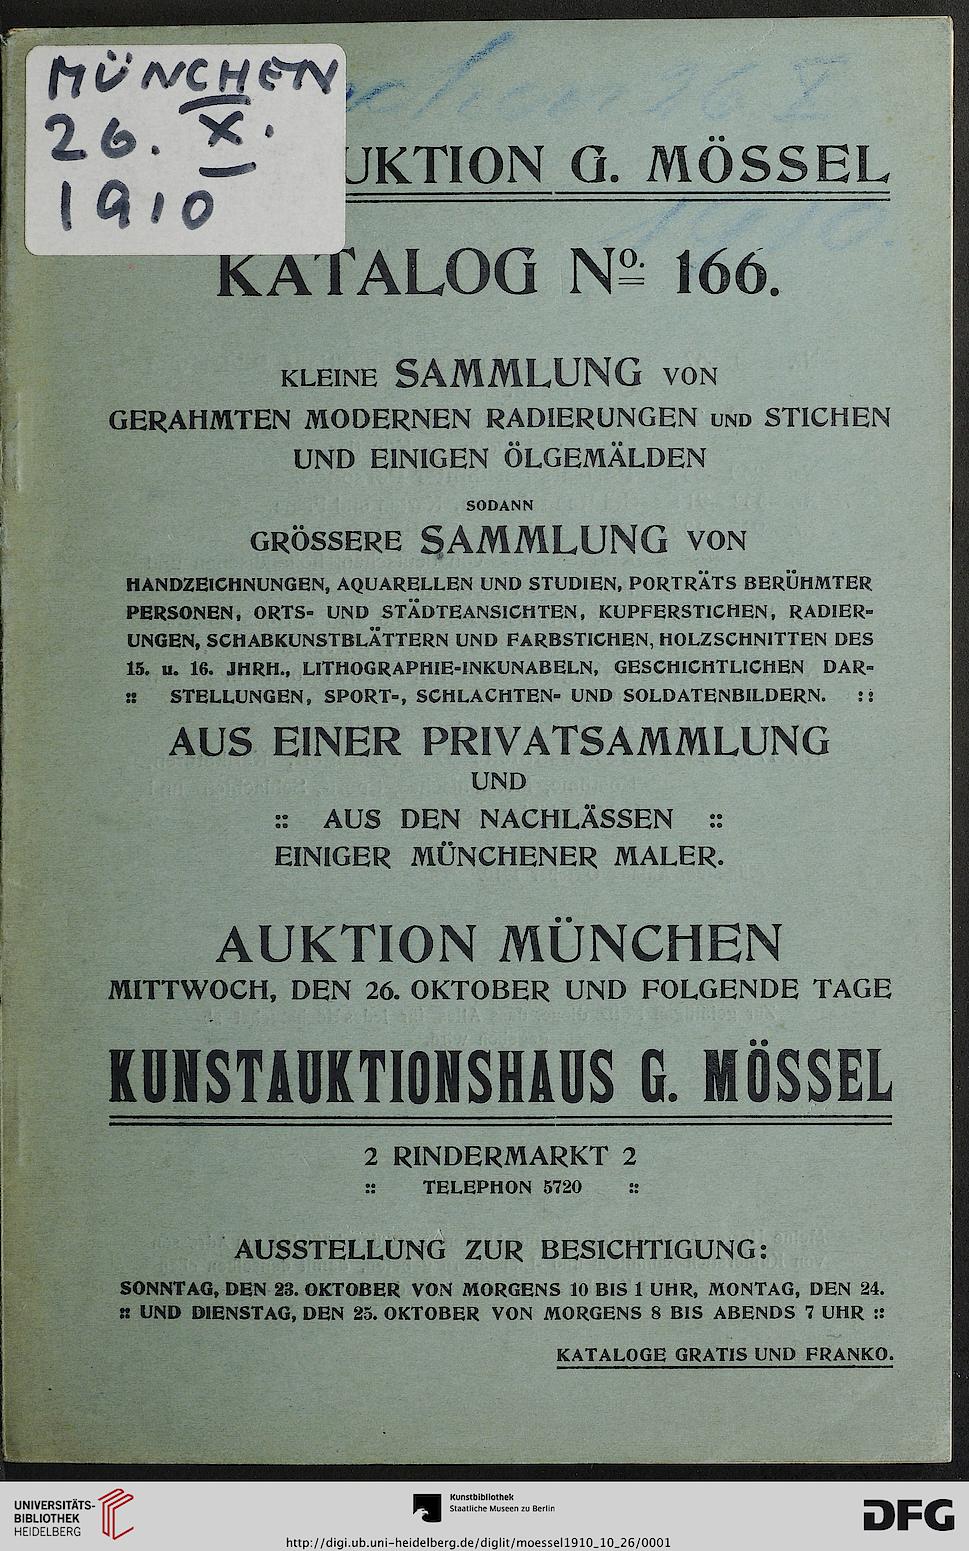 MÜNCHEN
26. X.
1910
UKTION G. MÖSSEL
KATALOG No. 166.
KLEINE SAMMLUNG VON
GERAHMTEN MODERNEN RADIERUNGEN UND STICHEN
UND EINIGEN ÖLGEMÄLDEN
SODANN
GRÖSSERE SAMMLUNG VON
HANDZEICHNUNGEN, AQUARELLEN UND STUDIEN, PORTRÄTS BERÜHMTER
PERSONEN, ORTS- UND STÄDTEANSICHTEN, KUPFERSTICHEN, RADIER-
UNGEN, SCHABKUNSTBLÄTTERN UND FARBSTICHEN, HOLZSCHNITTEN DES
15. u. 16. JHRH., LITHOGRAPHIE-INKUNABELN, GESCHICHTLICHEN DAR-
:: STELLUNGEN, SPORT-, SCHLACHTEN- UND SOLDATENBILDERN. ::
AUS EINER PRIVATSAMMLUNG
UND
:: AUS DEN NACHLÄSSEN ::
EINIGER MÜNCHENER MALER.
AUKTION MÜNCHEN
MITTWOCH, DEN 26. OKTOBER UND FOLGENDE TAGE
KUNSTAUKTIONSHAUS G. MÖSSEL
2 RINDERMARKT 2
:: TELEPHON 5720 ::
AUSSTELLUNG ZUR BESICHTIGUNG:
SONNTAG, DEN 23. OKTOBER VON MORGENS 10 BIS 1 UHR, MONTAG, DEN 24.
:: UND DIENSTAG, DEN 25. OKTOBER VON MORGENS 8 BIS ABENDS 7 UHR ::
KATALOGE GRATIS UND FRANKO.
UNIVERSITÄTS-
BIBLIOTHEK
HEIDELBERG
Kunstbibliothek
Staatliche Museen zu Berlin
DFG
http://digi.ub.uni-heidelberg.de/diglit/moessel1910_10_26/0001